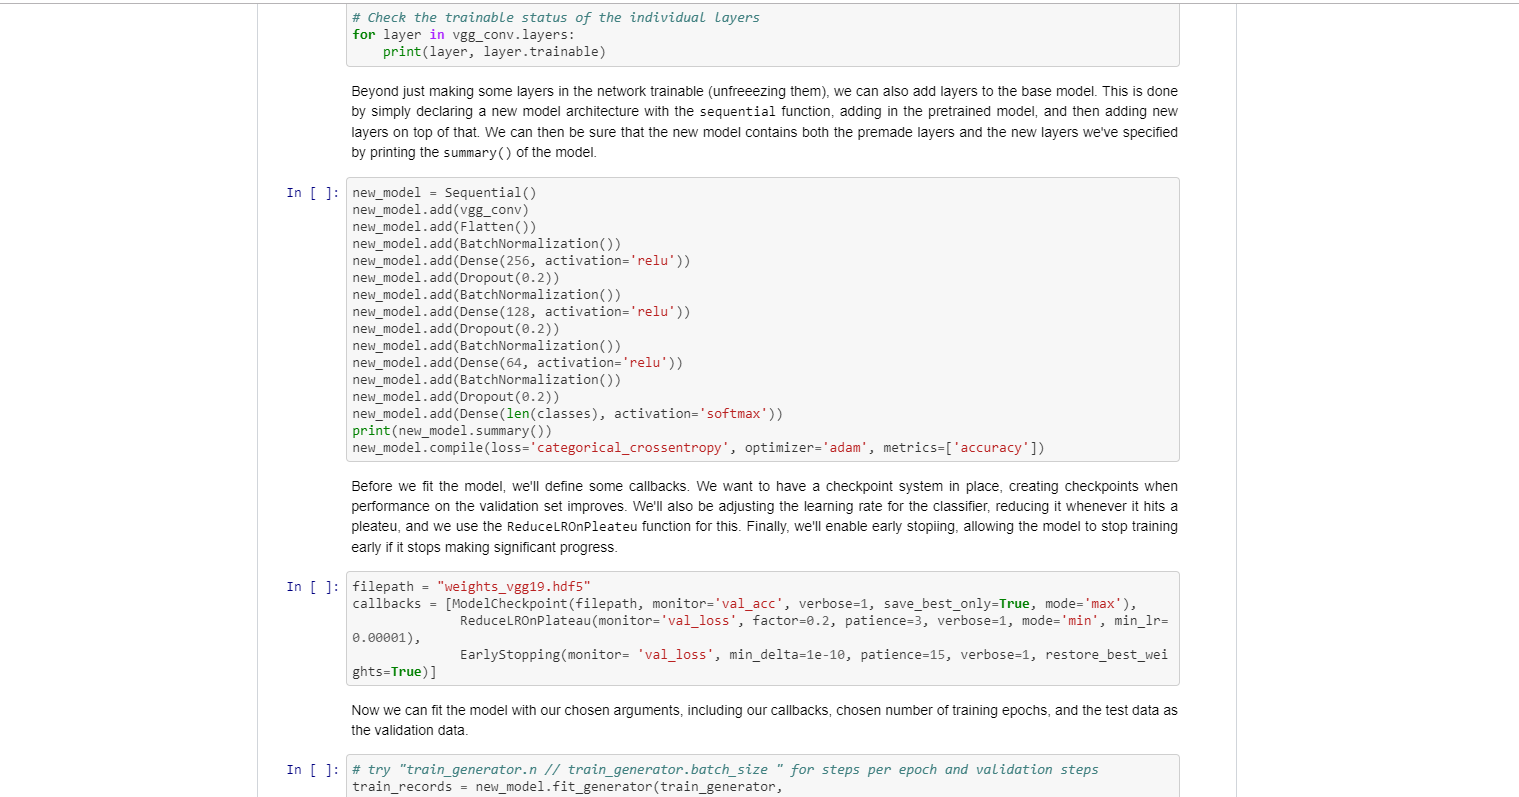 # Check the trainable status of the individual layers
for layer in vgg_conv.layers:
    print(layer, layer.trainable)
Beyond just making some layers in the network trainable (unfreeezing them), we can also add layers to the base model. This is done
by simply declaring a new model architecture with the sequential function, adding in the pretrained model, and then adding new
layers on top of that. We can then be sure that the new model contains both the premade layers and the new layers we've specified
by printing the summary() of the model.
In [ ]: new_model = Sequential()
new_model.add(vgg_conv)
new_model.add(Flatten())
new_model.add(BatchNormalization())
new_model.add(Dense(256, activation='relu'))
new_model.add(Dropout(0.2))
new_model.add(BatchNormalization())
new_model.add(Dense(128, activation='relu'))
new_model.add(Dropout(0.2))
new_model.add(BatchNormalization())
new_model.add(Dense(64, activation='relu'))
new_model.add(BatchNormalization())
new_model.add(Dropout(0.2))
new_model.add(Dense(len(classes), activation='softmax'))
print(new_model.summary())
new_model.compile(loss='categorical_crossentropy', optimizer='adam', metrics=['accuracy'])
Before we fit the model, we'll define some callbacks. We want to have a checkpoint system in place, creating checkpoints when
performance on the validation set improves. We'll also be adjusting the learning rate for the classifier, reducing it whenever it hits a
pleateu, and we use the ReduceLROnPleateu function for this. Finally, we'll enable early stopiing, allowing the model to stop training
early if it stops making significant progress.
In [ ]: filepath = "weights_vgg19.hdf5"
callbacks = [ModelCheckpoint(filepath, monitor='val_acc', verbose=1, save_best_only=True, mode='max'),
              ReduceLROnPlateau(monitor='val_loss', factor=0.2, patience=3, verbose=1, mode='min', min_lr=
0.00001),
              EarlyStopping(monitor= 'val_loss', min_delta=1e-10, patience=15, verbose=1, restore_best_wei
ghts=True)]
Now we can fit the model with our chosen arguments, including our callbacks, chosen number of training epochs, and the test data as
the validation data.
In [ ]: # try "train_generator.n // train_generator.batch_size " for steps per epoch and validation steps
train_records = new_model.fit_generator(train_generator,